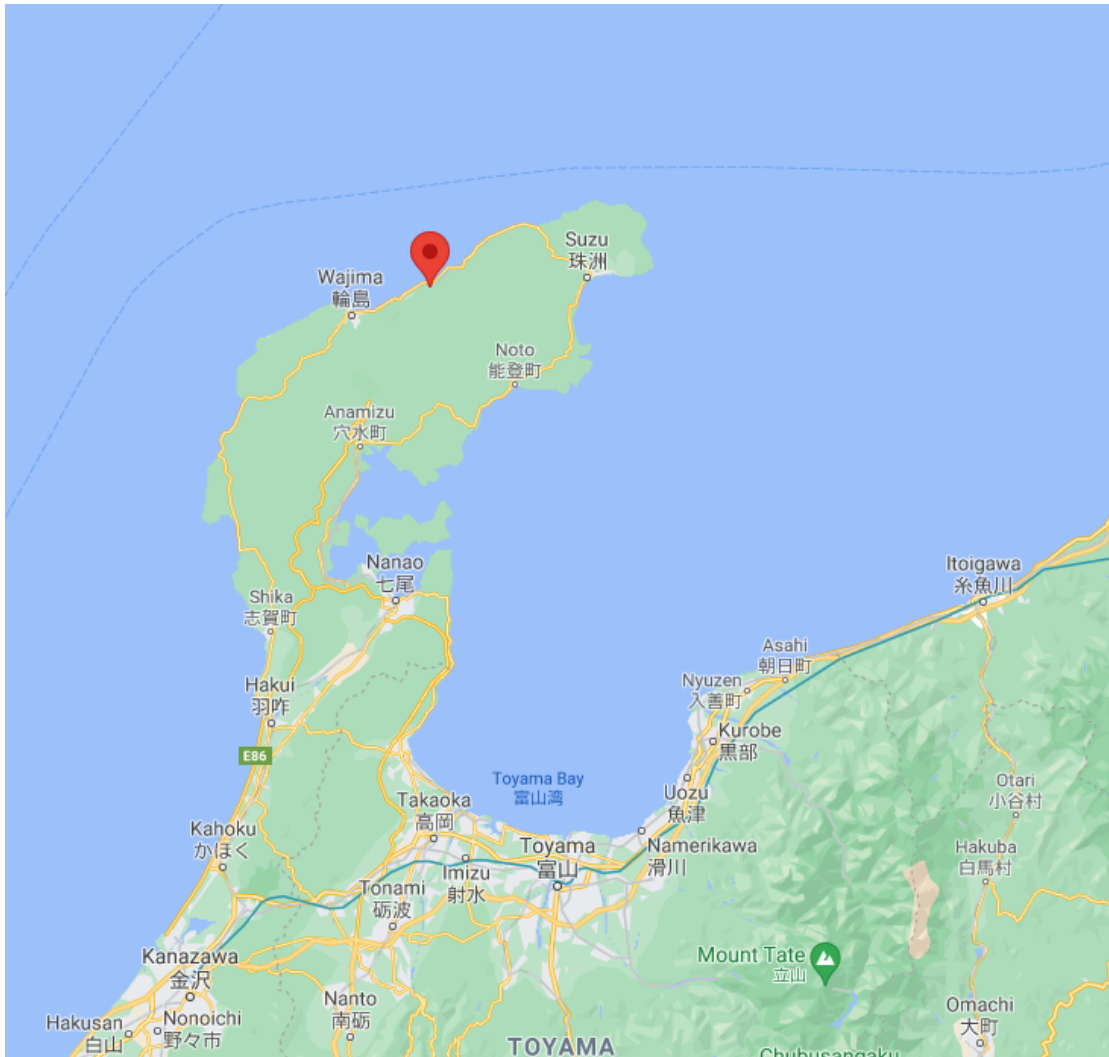 Suzu
珠洲
Wajima
輪島
Noto
能登町
Anamizu
穴水町
Nanao
七尾
Itoigawa
糸魚川
Shika
志賀町
Asahi
朝日町
Nyuzen
入善町
Hakui
羽咋
Kurobe
黒部
E86
Toyama Bay
富山湾
Uozu
魚津
Otari
小谷村
Takaoka
高岡
Kahoku
かほく
Toyama
富山
Namerikawa
滑川
Hakuba
白馬村
Imizu
射水
Tonami
砺波
Kanazawa
金沢
Mount Tate
立山
Nanto
南砺
Omachi
大町
Hakusan
白山
Nonoichi
野々市
TOYAMA
Chubusangaku